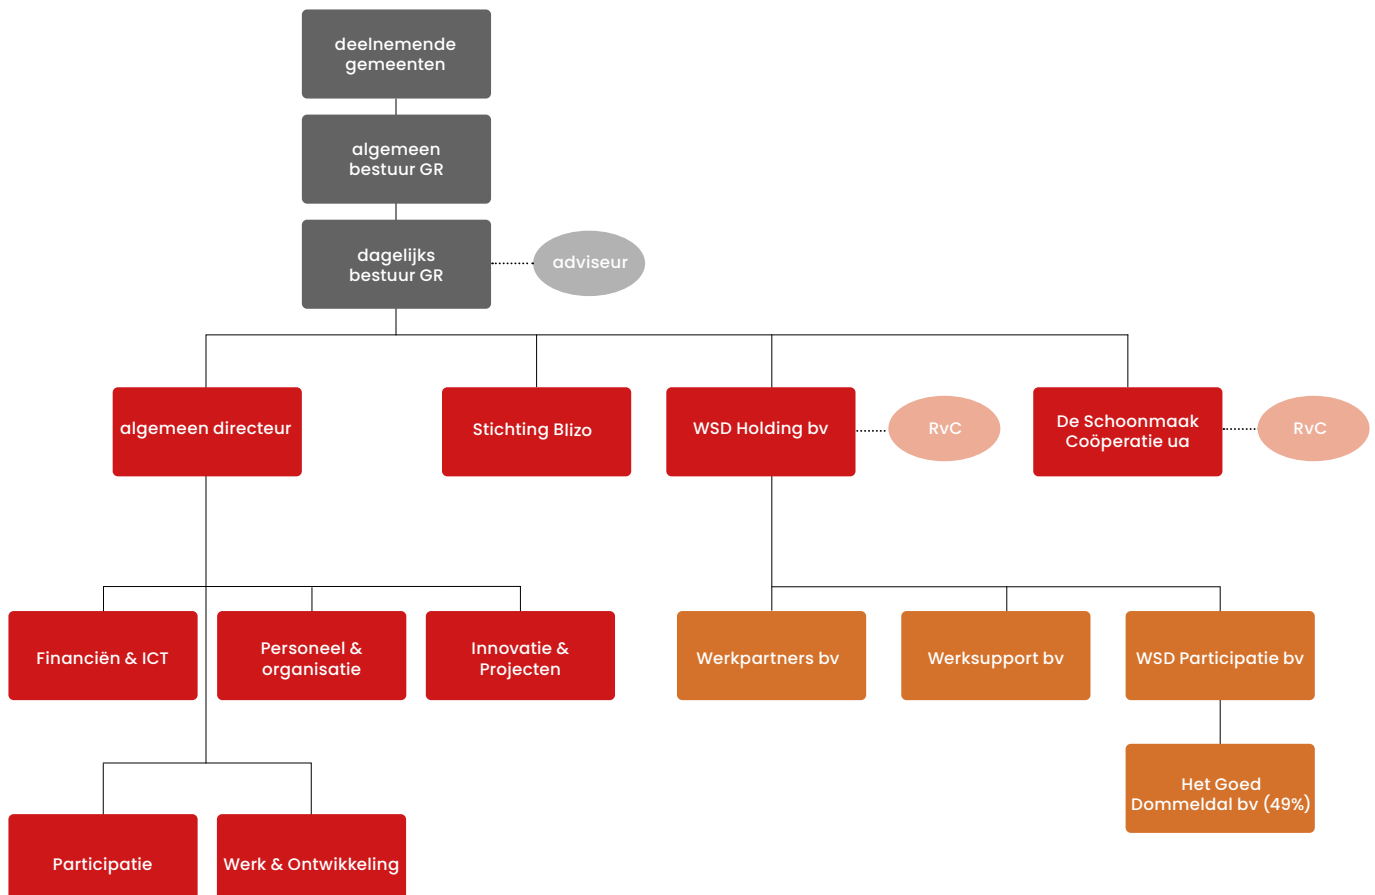 deelnemende
gemeenten
algemeen
bestuur GR
dagelijks
bestuur GR
adviseur
algemeen directeur
Stichting Blizo
WSD Holding bv
RvC
De Schoonmaak
Coöperatie ua
RvC
Financiën & ICT
Personeel &
organisatie
Innovatie &
Projecten
Werkpartners bv
Werksupport bv
WSD Participatie bv
Het Goed
Dommeldal bv (49%)
Participatie
Werk & Ontwikkeling